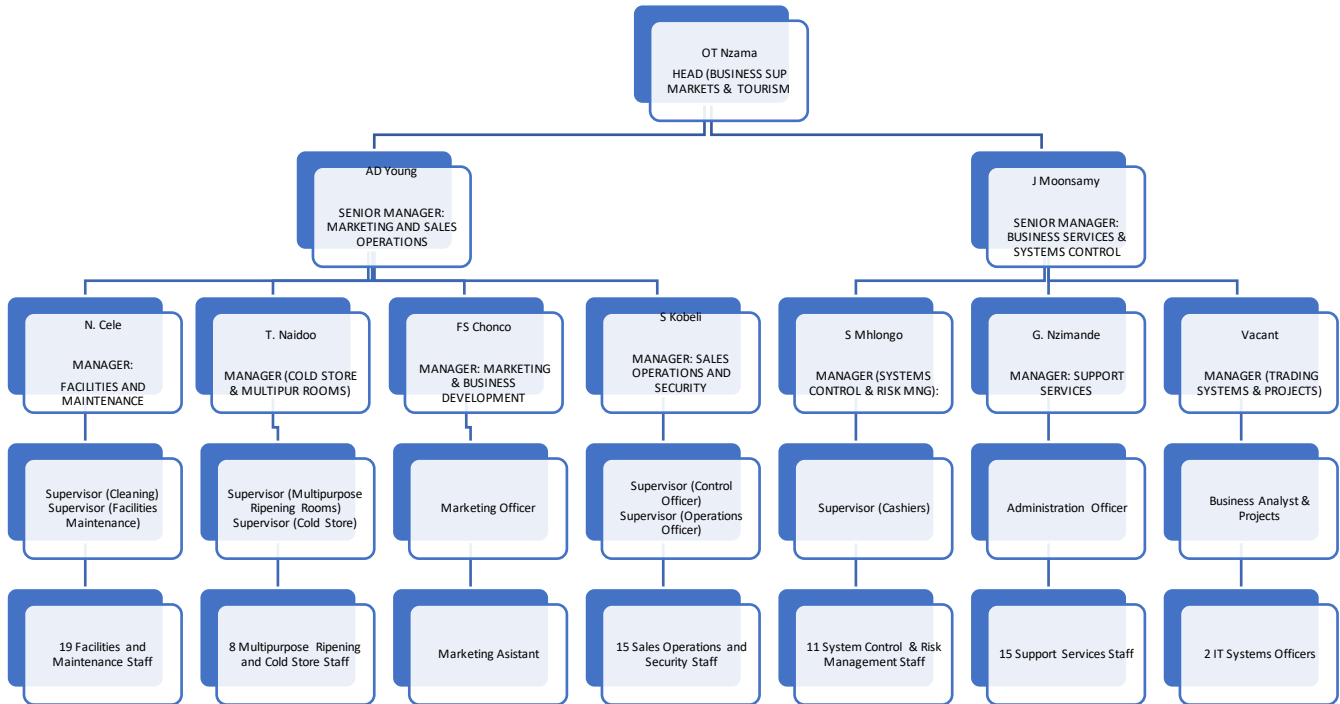 OT Nzama
HEAD (BUSINESS SUP
MARKETS & TOURISM
AD Young
SENIOR MANAGER:
MARKETING AND SALES
OPERATIONS
J Moonsamy
SENIOR MANAGER:
BUSINESS SERVICES &
SYSTEMS CONTROL
N. Cele
MANAGER:
FACILITIES AND
MAINTENANCE
T. Naidoo
MANAGER (COLD STORE
& MULTIPUR ROOMS)
FS Chonco
MANAGER: MARKETING
& BUSINESS
DEVELOPMENT
S Kobeli
MANAGER: SALES
OPERATIONS AND
SECURITY
S Mhlongo
MANAGER (SYSTEMS
CONTROL & RISK MNG):
G. Nzimande
MANAGER: SUPPORT
SERVICES
Vacant
MANAGER (TRADING
SYSTEMS & PROJECTS)
Supervisor (Cleaning)
Supervisor (Facilities
Maintenance)
Supervisor (Multipurpose
Ripening Rooms)
Supervisor (Cold Store)
Marketing Officer
Supervisor (Control
Officer)
Supervisor (Operations
Officer)
Supervisor (Cashiers)
Administration Officer
Business Analyst &
Projects
19 Facilities and
Maintenance Staff
8 Multipurpose Ripening
and Cold Store Staff
Marketing Asistant
15 Sales Operations and
Security Staff
11 System Control & Risk
Management Staff
15 Support Services Staff
2 IT Systems Officers